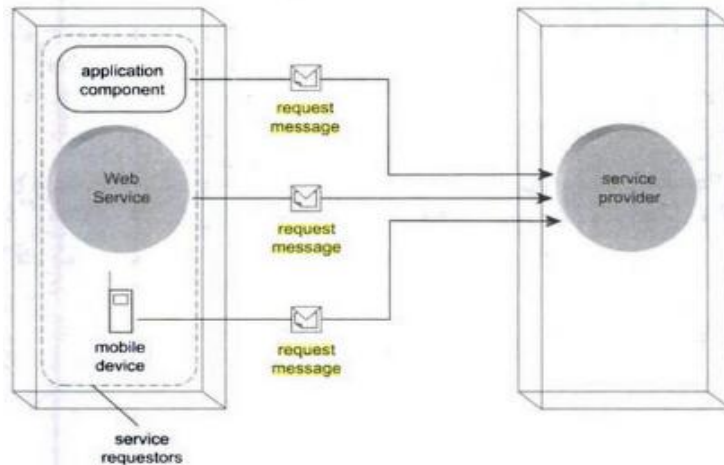 application
component
request
message
Web
Service
request
message
service
provider
mobile
device
request
message
service
requestors